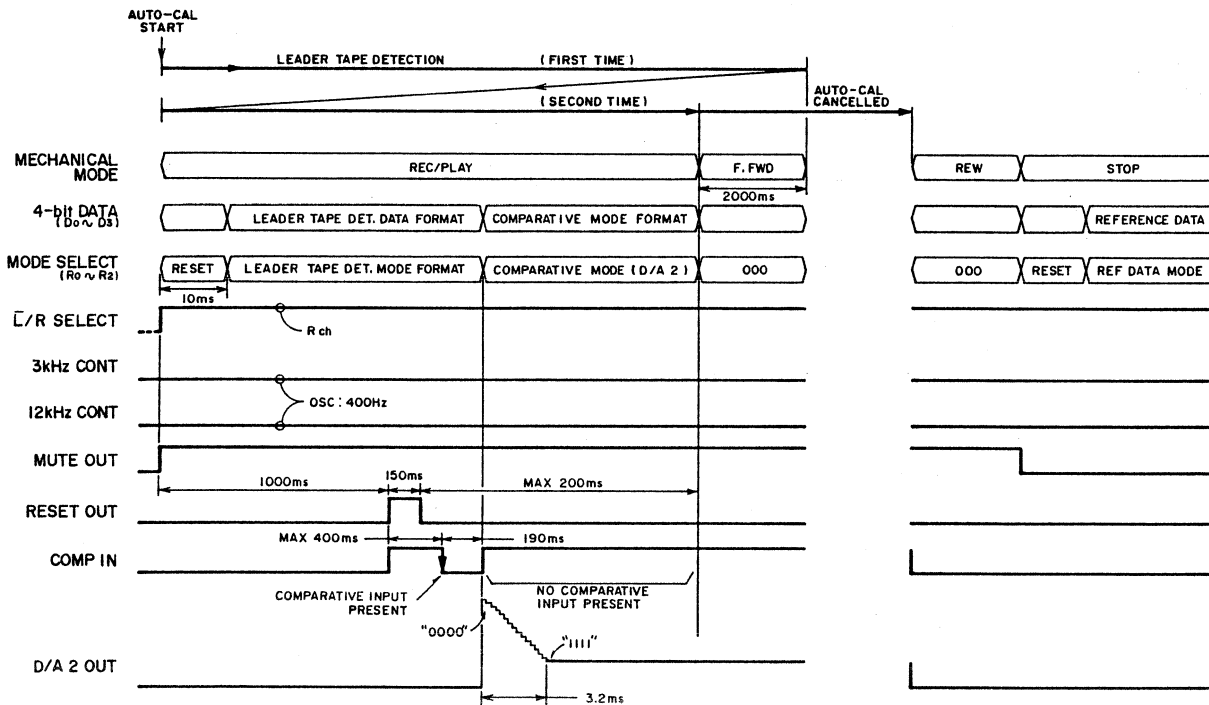 AUTO-CAL
START
LEADER TAPE DETECTION (FIRST TIME)
(SECOND TIME)
AUTO-CAL
CANCELLED
MECHANICAL
MODE
REC/PLAY
F. FWD
REW
STOP
2000ms
4-bit DATA
(D0 ~ D3)
LEADER TAPE DET. DATA FORMAT
COMPARATIVE MODE FORMAT
REFERENCE DATA
MODE SELECT
(R0 ~ R2)
RESET
LEADER TAPE DET. MODE FORMAT
COMPARATIVE MODE (D/A 2)
000
000
RESET
REF DATA MODE
10ms
L̅/R SELECT
R ch
3kHz CONT
OSC: 400Hz
12kHz CONT
MUTE OUT
1000ms
150ms
MAX 200ms
RESET OUT
MAX 400ms
190ms
COMP IN
COMPARATIVE INPUT
PRESENT
NO COMPARATIVE
INPUT PRESENT
"0000"
"1111"
D/A 2 OUT
3.2ms